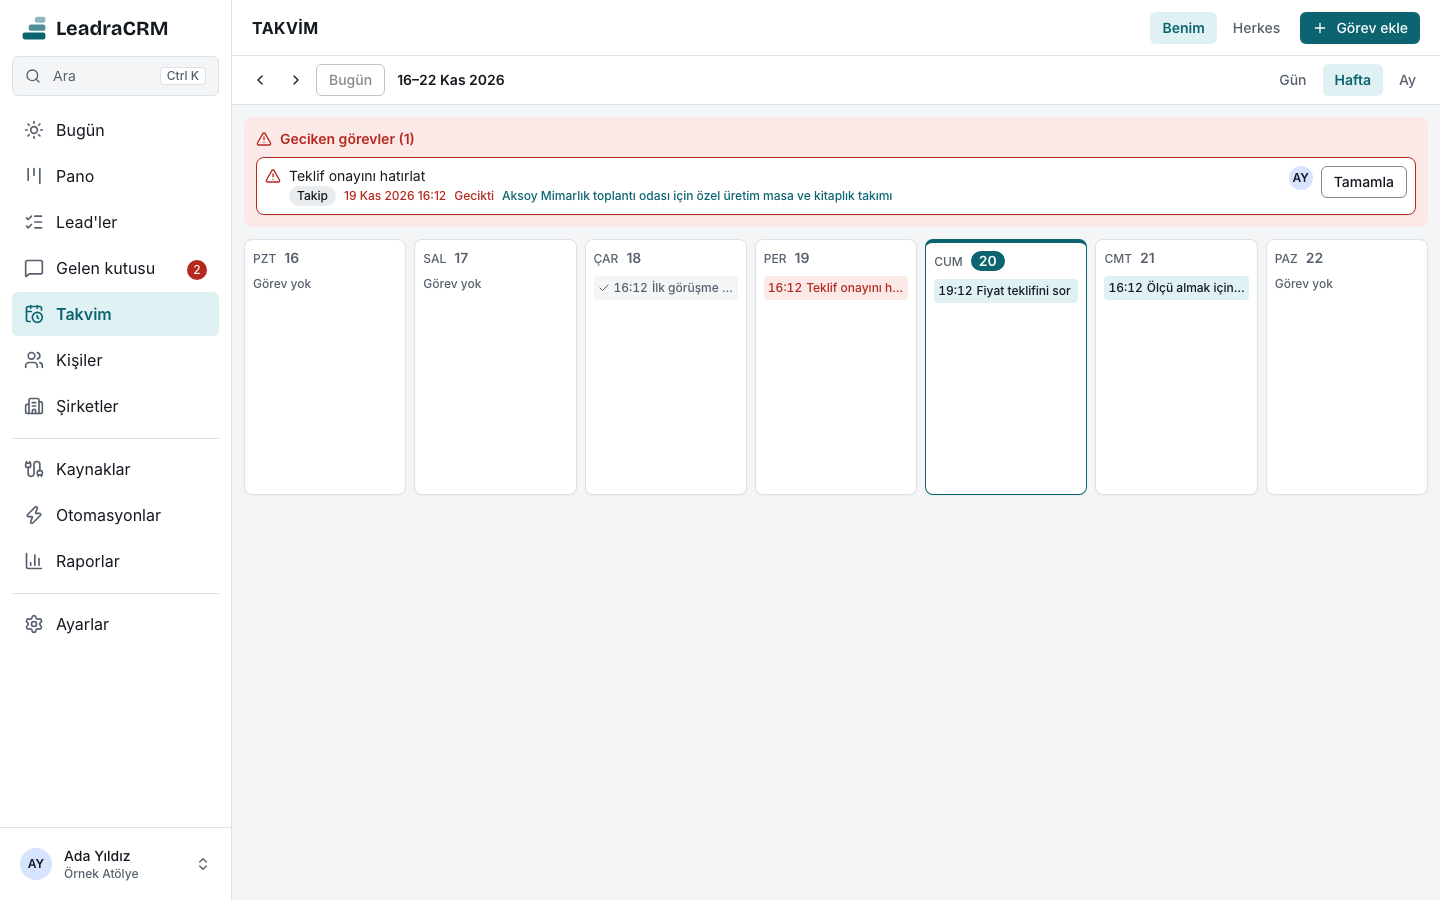 LeadraCRM
Ara
Ctrl K
Bugün
Pano
Lead'ler
Gelen kutusu
2
Takvim
Kişiler
Şirketler
Kaynaklar
Otomasyonlar
Raporlar
Ayarlar
AY
Ada Yıldız
Örnek Atölye
TAKVİM
Benim
Herkes
Görev ekle
Bugün
16–22 Kas 2026
Gün
Hafta
Ay
Geciken görevler (1)
Teklif onayını hatırlat
Takip 19 Kas 2026 16:12 Gecikti Aksoy Mimarlık toplantı odası için özel üretim masa ve kitaplık takımı
AY
Tamamla
PZT 16
Görev yok
SAL 17
Görev yok
ÇAR 18
16:12 İlk görüşme ...
PER 19
16:12 Teklif onayını h...
CUM 20
19:12 Fiyat teklifini sor
CMT 21
16:12 Ölçü almak için...
PAZ 22
Görev yok